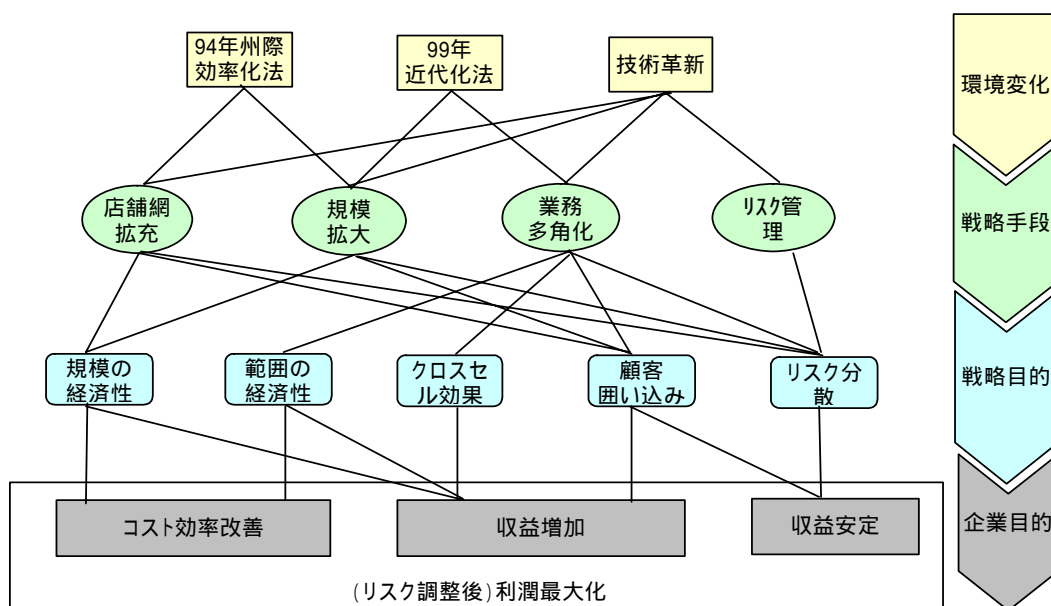 94年州際
効率化法
99年
近代化法
技術革新
環境変化
店舗網
拡充
規模
拡大
業務
多角化
リスク管
理
戦略手段
規模の
経済性
範囲の
経済性
クロスセ
ル効果
顧客
囲い込み
リスク分
散
戦略目的
コスト効率改善
収益増加
収益安定
企業目的
(リスク調整後)利潤最大化